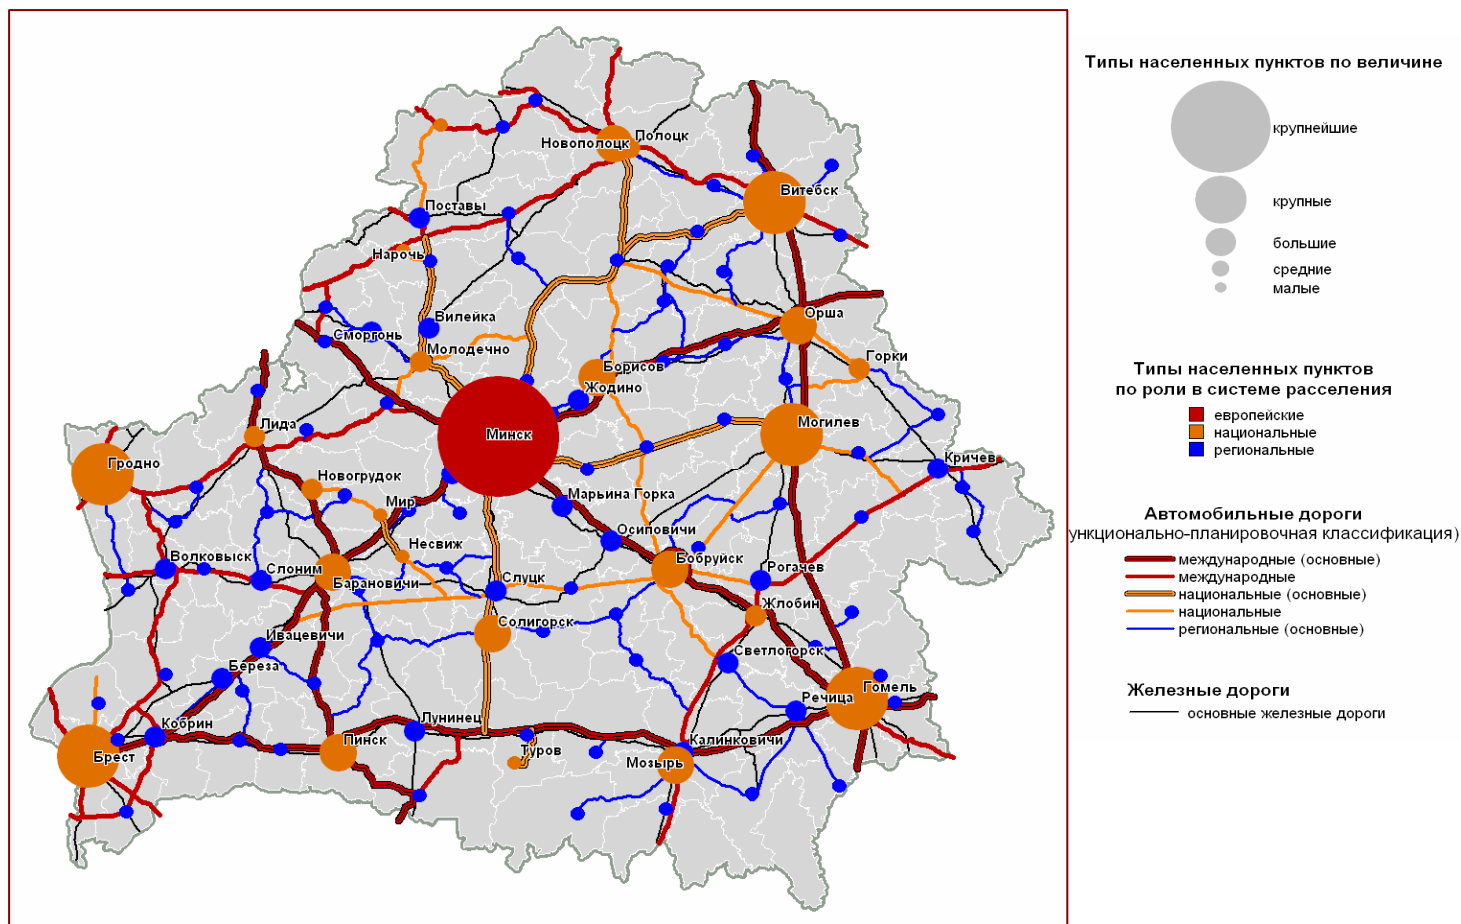 Полоцк
Новополоцк
Витебск
Поставы
Нарочь
Вилейка
Сморгонь
Молодечно
Орша
Горки
Борисов
Жодино
Минск
Могилев
Лида
Гродно
Новогрудок
Мир
Марьина Горка
Кричев
Осиповичи
Несвиж
Бобруйск
Рогачев
Волковыск
Слоним
Барановичи
Слуцк
Жлобин
Солигорск
Ивацевичи
Береза
Светлогорск
Гомель
Речица
Кобрин
Лунинец
Брест
Пинск
Туров
Калинковичи
Мозырь
Типы населенных пунктов по величине
крупнейшие
крупные
большие
средние
малые
Типы населенных пунктов
по роли в системе расселения
европейские
национальные
региональные
Автомобильные дороги
ункционально-планировочная классификация)
международные (основные)
международные
национальные (основные)
национальные
региональные (основные)
Железные дороги
основные железные дороги